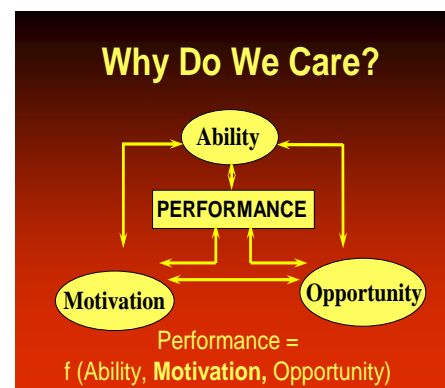 Why Do We Care?
Ability
PERFORMANCE
Motivation
Opportunity
Performance =
f (Ability, Motivation, Opportunity)